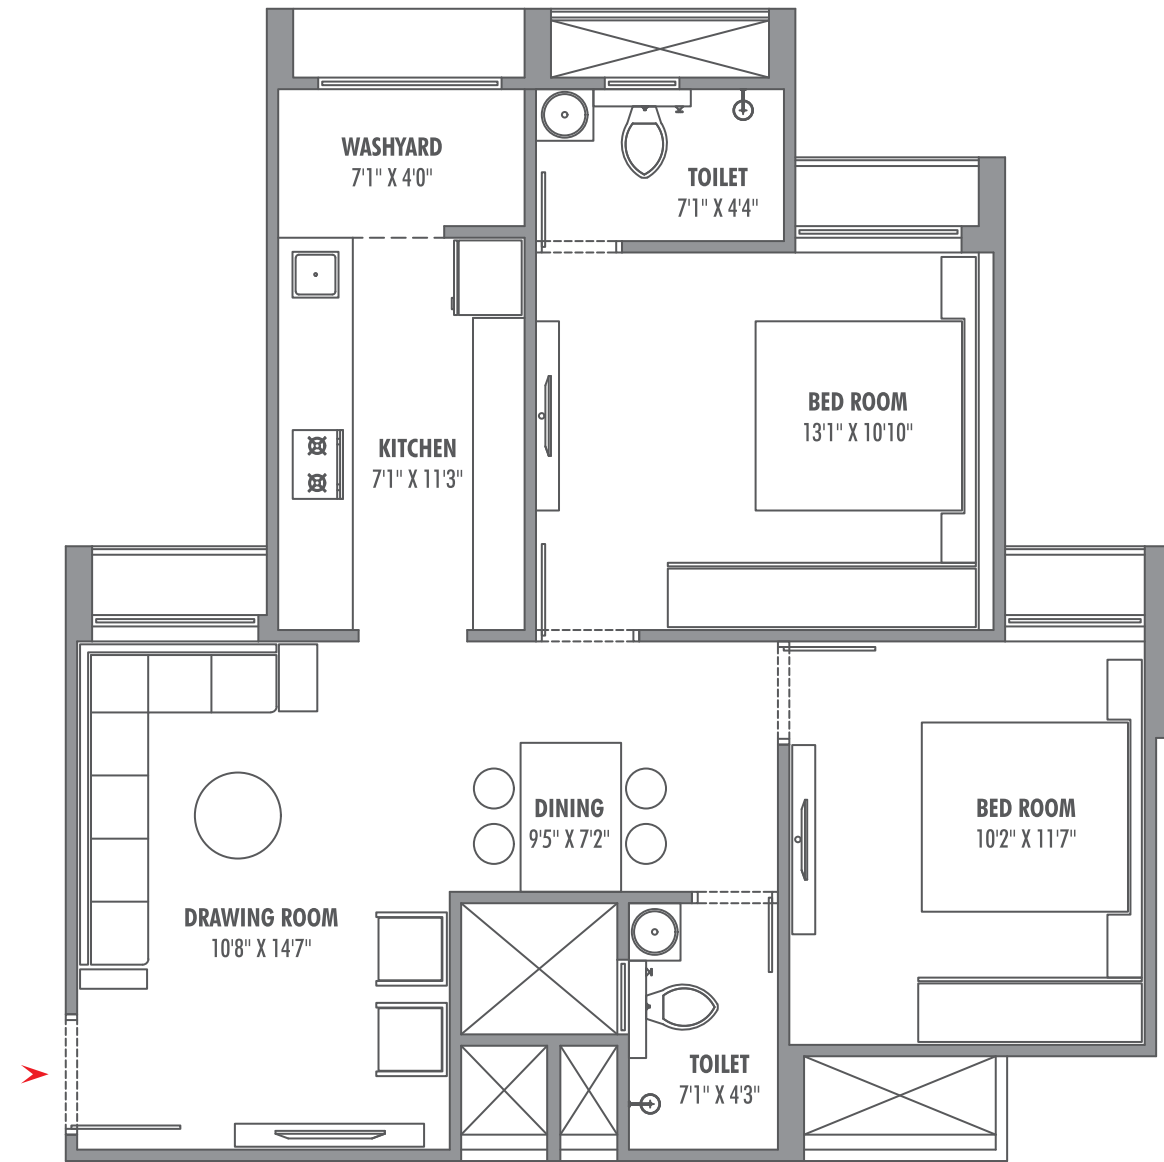 WASHYARD
7'1" X 4'0"
TOILET
7'1" X 4'4"
BED ROOM
13'1" X 10'10"
KITCHEN
7'1" X 11'3"
DINING
9'5" X 7'2"
BED ROOM
10'2" X 11'7"
DRAWING ROOM
10'8" X 14'7"
TOILET
7'1" X 4'3"